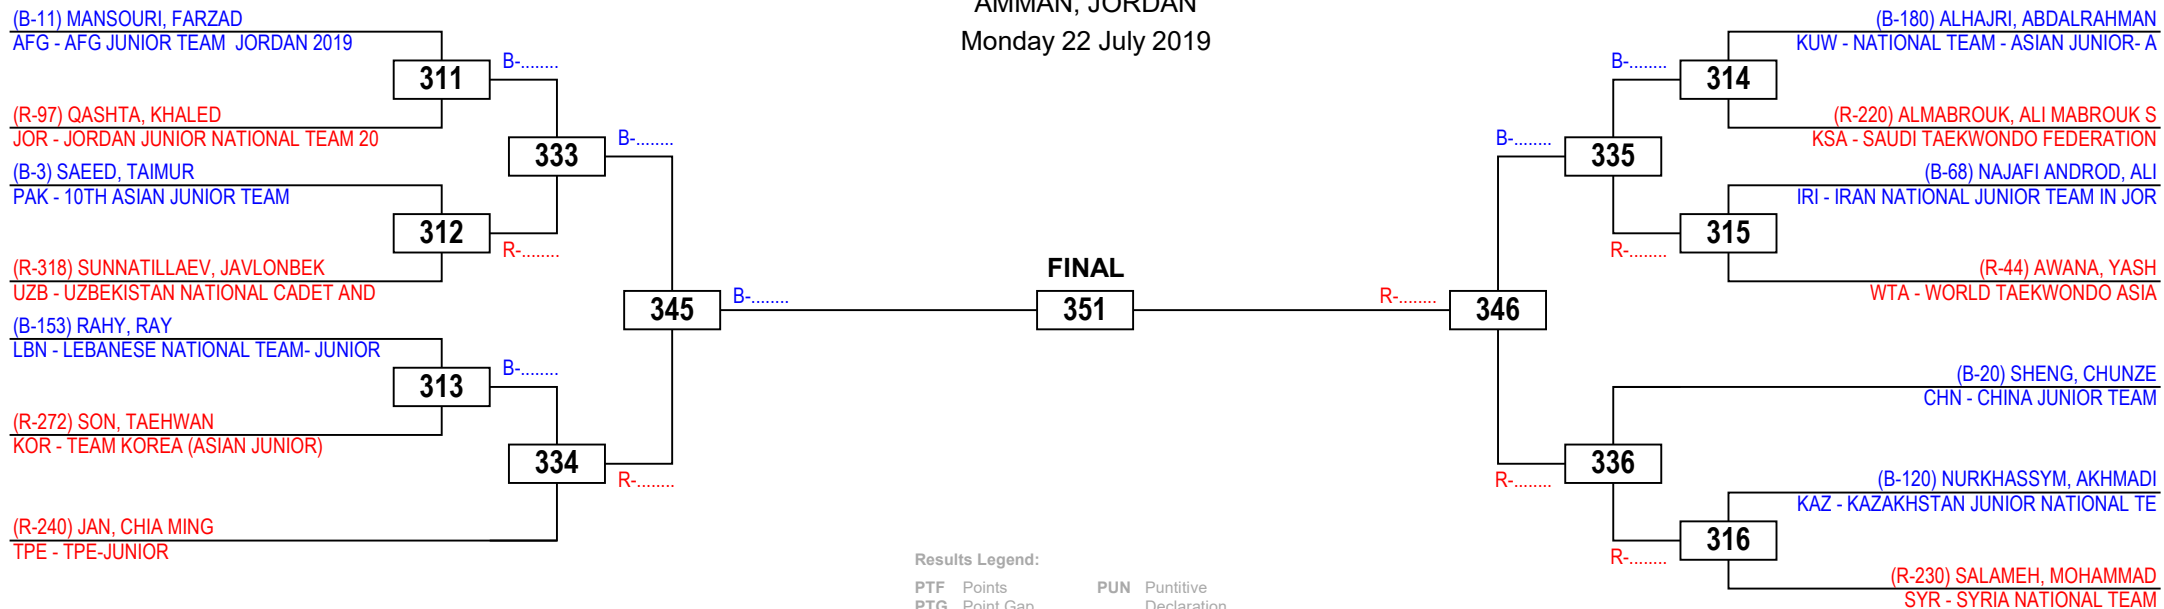 AMMAN, JORDAN
Monday 22 July 2019
(B-11) MANSOURI, FARZAD
AFG - AFG JUNIOR TEAM JORDAN 2019
311
B-........
(R-97) QASHTA, KHALED
JOR - JORDAN JUNIOR NATIONAL TEAM 20
333
B-........
(B-3) SAEED, TAIMUR
PAK - 10TH ASIAN JUNIOR TEAM
312
R-........
(R-318) SUNNATILLAEV, JAVLONBEK
UZB - UZBEKISTAN NATIONAL CADET AND
345
B-........
(B-153) RAHY, RAY
LBN - LEBANESE NATIONAL TEAM- JUNIOR
313
B-........
(R-272) SON, TAEHWAN
KOR - TEAM KOREA (ASIAN JUNIOR)
334
R-........
(R-240) JAN, CHIA MING
TPE - TPE-JUNIOR
FINAL
351
(B-180) ALHAJRI, ABDALRAHMAN
KUW - NATIONAL TEAM - ASIAN JUNIOR- A
B-........
314
(R-220) ALMABROUK, ALI MABROUK S
KSA - SAUDI TAEKWONDO FEDERATION
B-........
335
(B-68) NAJAFI ANDROD, ALI
IRI - IRAN NATIONAL JUNIOR TEAM IN JOR
315
R-........
(R-44) AWANA, YASH
WTA - WORLD TAEKWONDO ASIA
R-........
346
(B-20) SHENG, CHUNZE
CHN - CHINA JUNIOR TEAM
336
R-........
(B-120) NURKHASSYM, AKHMADI
KAZ - KAZAKHSTAN JUNIOR NATIONAL TE
316
R-........
(R-230) SALAMEH, MOHAMMAD
SYR - SYRIA NATIONAL TEAM
Results Legend:
PTF Points PUN Puntitive
PTG Point Gap Declaration